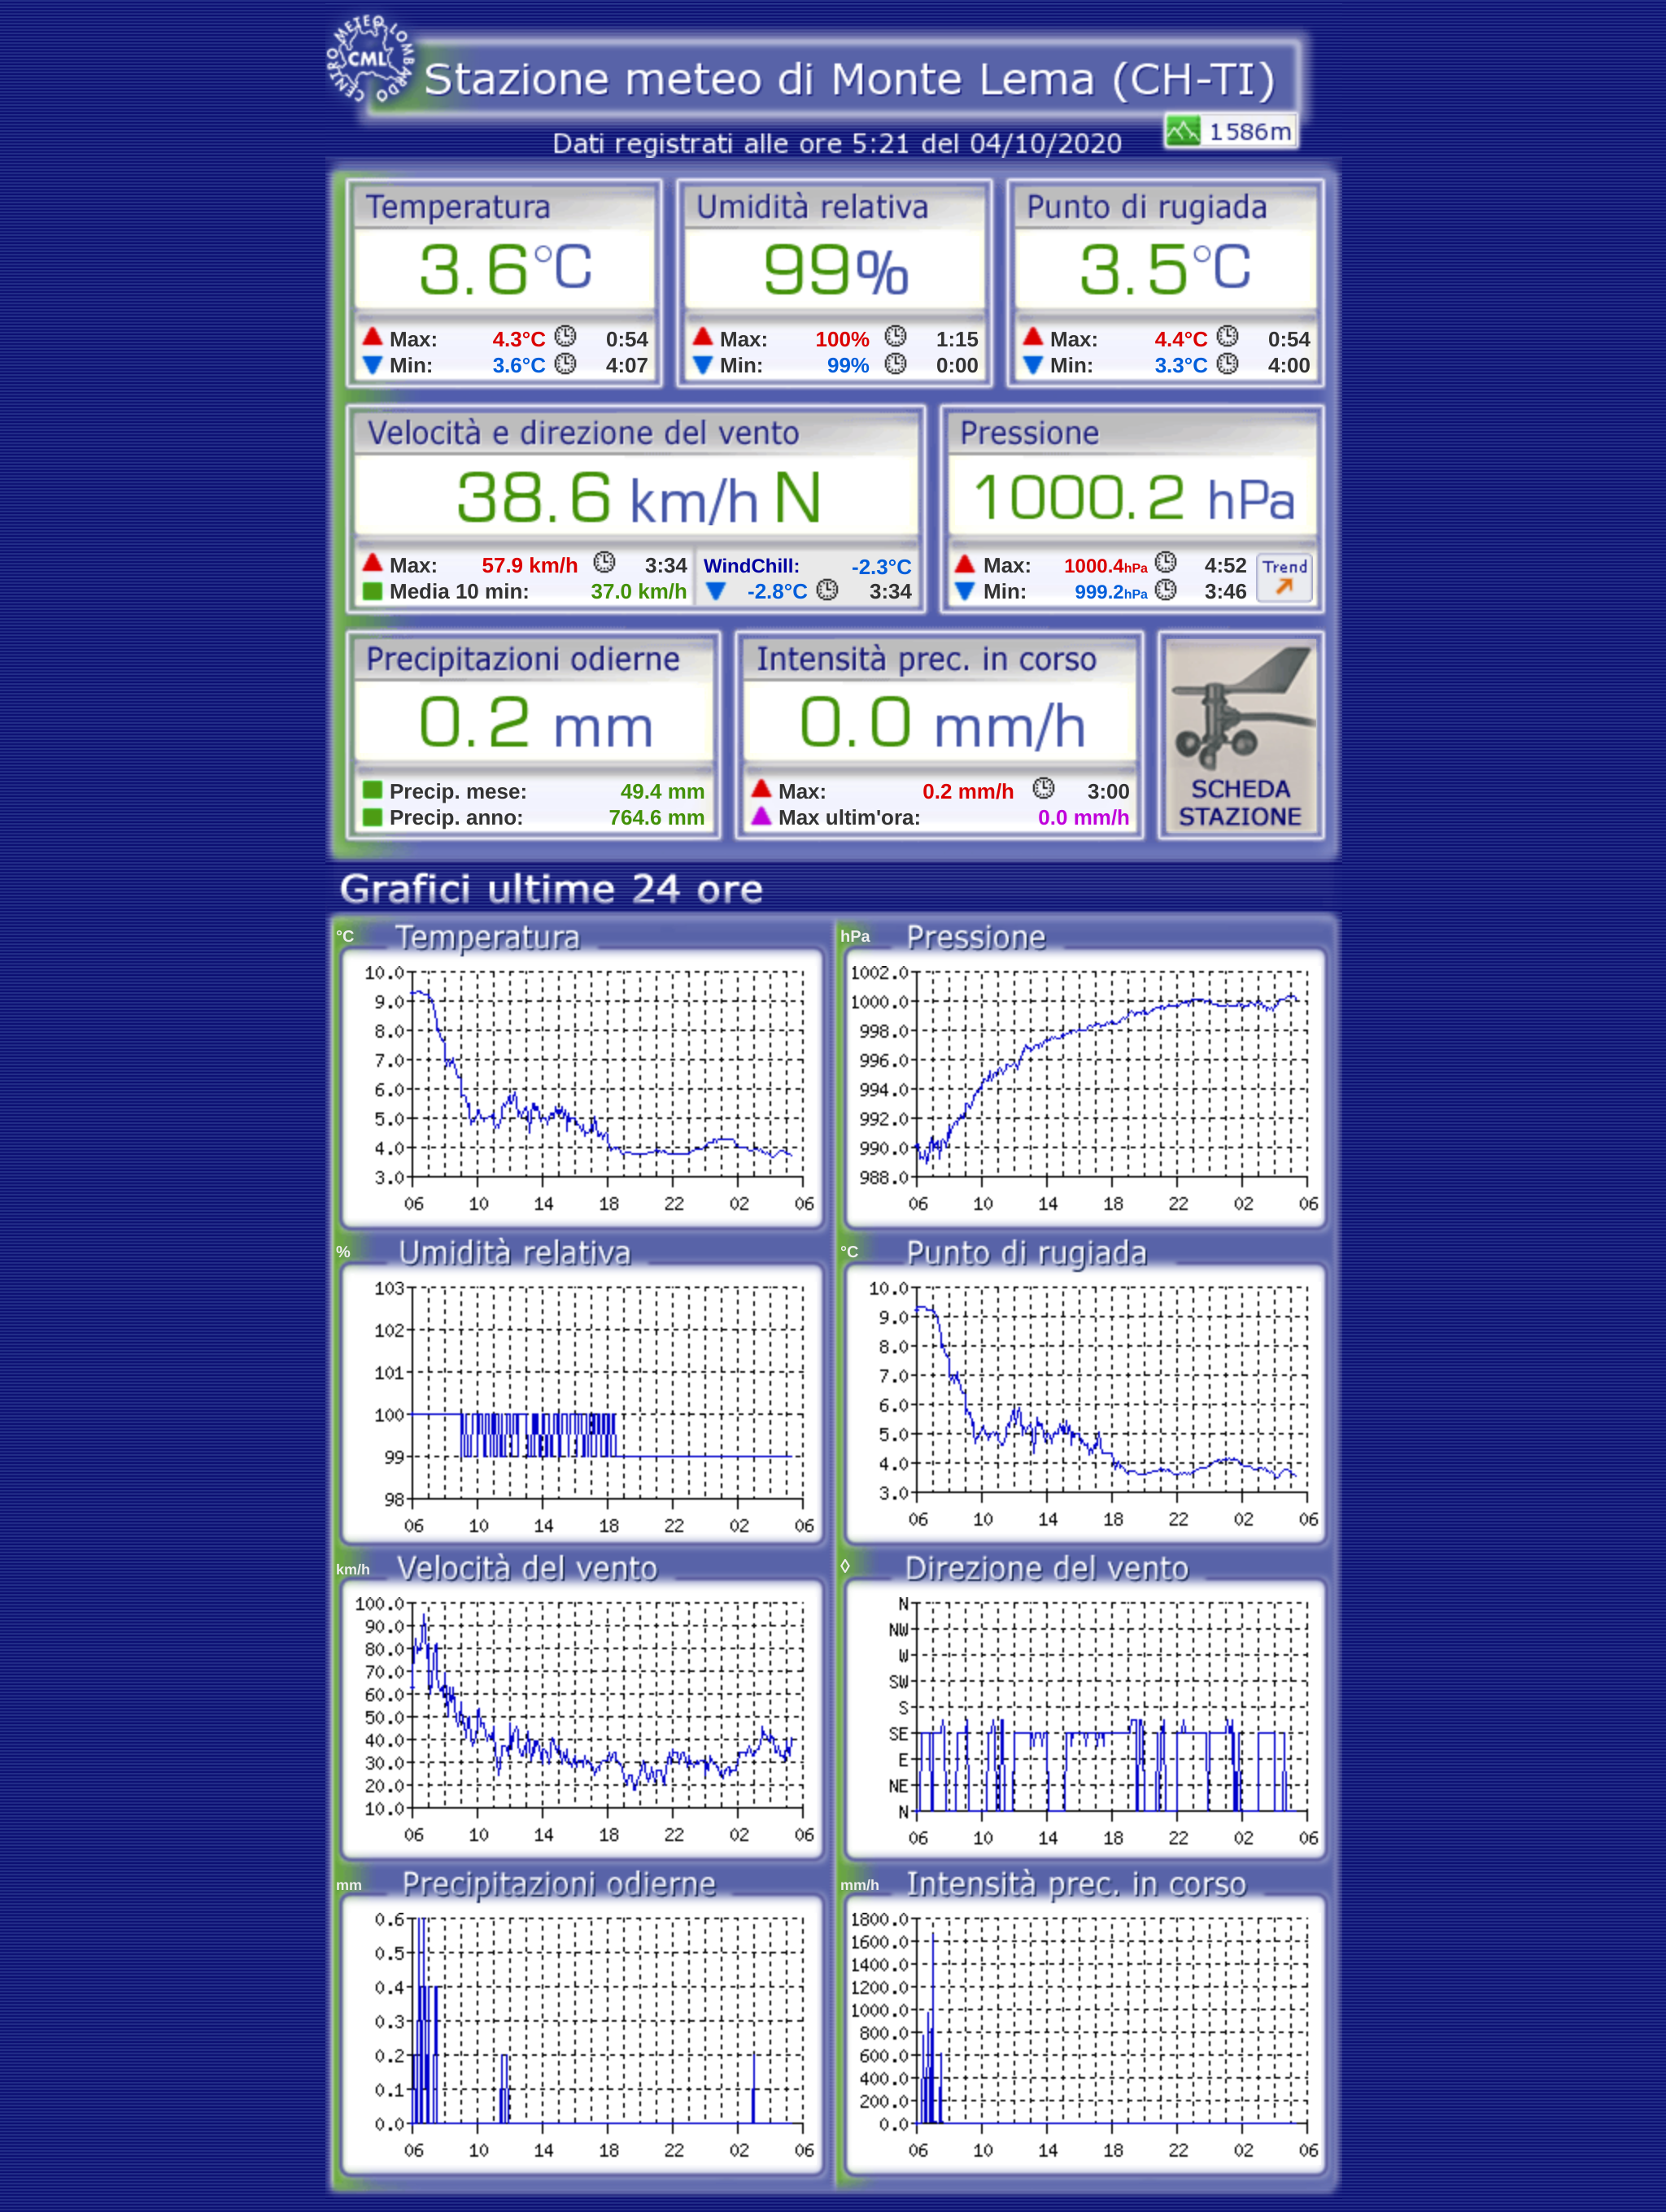 CENTRO METEO LOMBARDO
CML
Stazione meteo di Monte Lema (CH-TI)
1586m
Dati registrati alle ore 5:21 del 04/10/2020
Temperatura Umidità relativa Punto di rugiada
3.6°C 99% 3.5°C
Max: 4.3°C 0:54 Max: 100% 1:15 Max: 4.4°C 0:54
Min: 3.6°C 4:07 Min: 99% 0:00 Min: 3.3°C 4:00
Velocità e direzione del vento Pressione
38.6 km/h N 1000.2 hPa
Max: 57.9 km/h 3:34 WindChill: -2.3°C Max: 1000.4hPa 4:52 Trend
Media 10 min: 37.0 km/h -2.8°C 3:34 Min: 999.2hPa 3:46
Precipitazioni odierne Intensità prec. in corso
0.2 mm 0.0 mm/h
Precip. mese: 49.4 mm Max: 0.2 mm/h 3:00 SCHEDA
Precip. anno: 764.6 mm Max ultim'ora: 0.0 mm/h STAZIONE
Grafici ultime 24 ore
°C Temperatura
10.0
9.0
8.0
7.0
6.0
5.0
4.0
3.0
06 10 14 18 22 02 06
hPa Pressione
1002.0
1000.0
998.0
996.0
994.0
992.0
990.0
988.0
06 10 14 18 22 02 06
% Umidità relativa
103
102
101
100
99
98
06 10 14 18 22 02 06
°C Punto di rugiada
10.0
9.0
8.0
7.0
6.0
5.0
4.0
3.0
06 10 14 18 22 02 06
km/h Velocità del vento
100.0
90.0
80.0
70.0
60.0
50.0
40.0
30.0
20.0
10.0
06 10 14 18 22 02 06
◊ Direzione del vento
N
NW
W
SW
S
SE
E
NE
N
06 10 14 18 22 02 06
mm Precipitazioni odierne
0.6
0.5
0.4
0.3
0.2
0.1
0.0
06 10 14 18 22 02 06
mm/h Intensità prec. in corso
1800.0
1600.0
1400.0
1200.0
1000.0
800.0
600.0
400.0
200.0
0.0
06 10 14 18 22 02 06